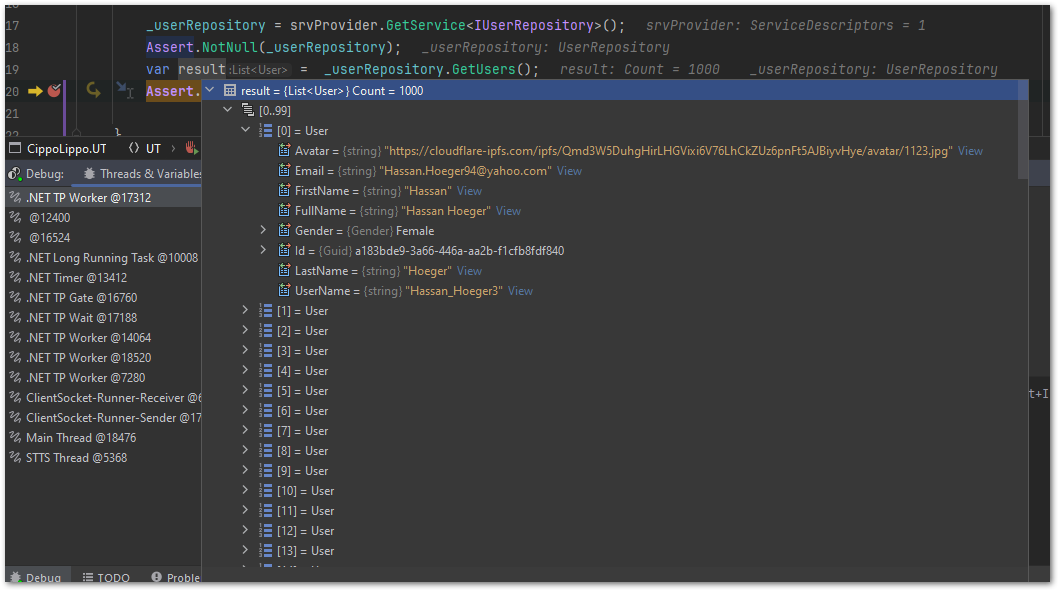 17 _userRepository = srvProvider.GetService<IUserRepository>(); srvProvider: ServiceDescriptors = 1
18 Assert.NotNull(_userRepository); _userRepository: UserRepository
19 var result :List<User> = _userRepository.GetUsers(); result: Count = 1000 _userRepository: UserRepository
20 Assert.
result = {List<User>} Count = 1000
21
[0..99]
22 }
[0] = User
CippoLippo.UT UT
Avatar = {string} "https://cloudflare-ipfs.com/ipfs/Qmd3W5DuhgHirLHGVixi6V76LhCkZUz6pnFt5AJBiyvHye/avatar/1123.jpg" View
Debug: Threads & Variables
Email = {string} "Hassan.Hoeger94@yahoo.com" View
.NET TP Worker @17312
FirstName = {string} "Hassan" View
@12400
FullName = {string} "Hassan Hoeger" View
@16524
Gender = {Gender} Female
.NET Long Running Task @10008
Id = {Guid} a183bde9-3a66-446a-aa2b-f1cfb8fdf840
.NET Timer @13412
LastName = {string} "Hoeger" View
.NET TP Gate @16760
UserName = {string} "Hassan_Hoeger3" View
.NET TP Wait @17188
[1] = User
.NET TP Worker @14064
[2] = User
.NET TP Worker @18520
[3] = User
.NET TP Worker @7280
[4] = User
ClientSocket-Runner-Receiver @6
[5] = User
t+I
ClientSocket-Runner-Sender @17
[6] = User
Main Thread @18476
[7] = User
STTS Thread @5368
[8] = User
[9] = User
[10] = User
[11] = User
[12] = User
[13] = User
Debug TODO Proble